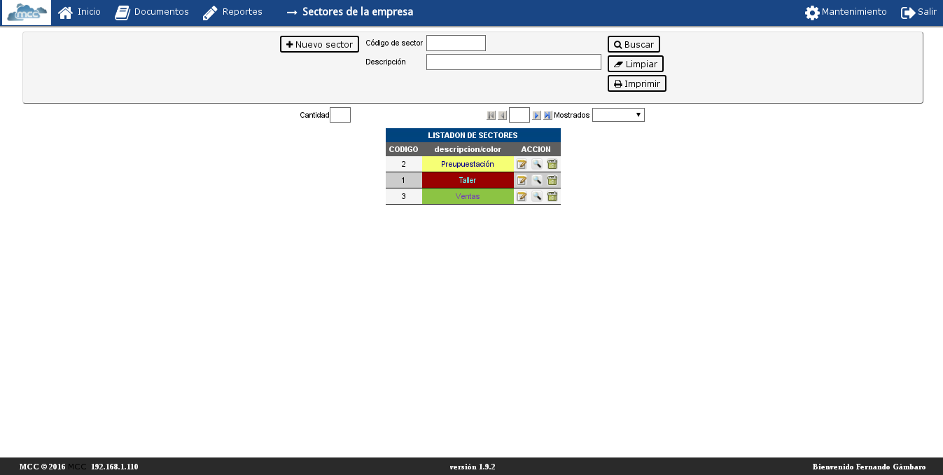 MCC Inicio Documentos Reportes → Sectores de la empresa Mantenimiento Salir
Nuevo sector Código de sector Buscar
Descripción Limpiar
Imprimir
Cantidad Mostrados
LISTADON DE SECTORES
CODIGO descripcion/color ACCION
2 Preupuestación
1 Taller
3 Ventas
MCC © 2016 MCC 192.168.1.110 versión 1.9.2 Bienvenido Fernando Gámbaro